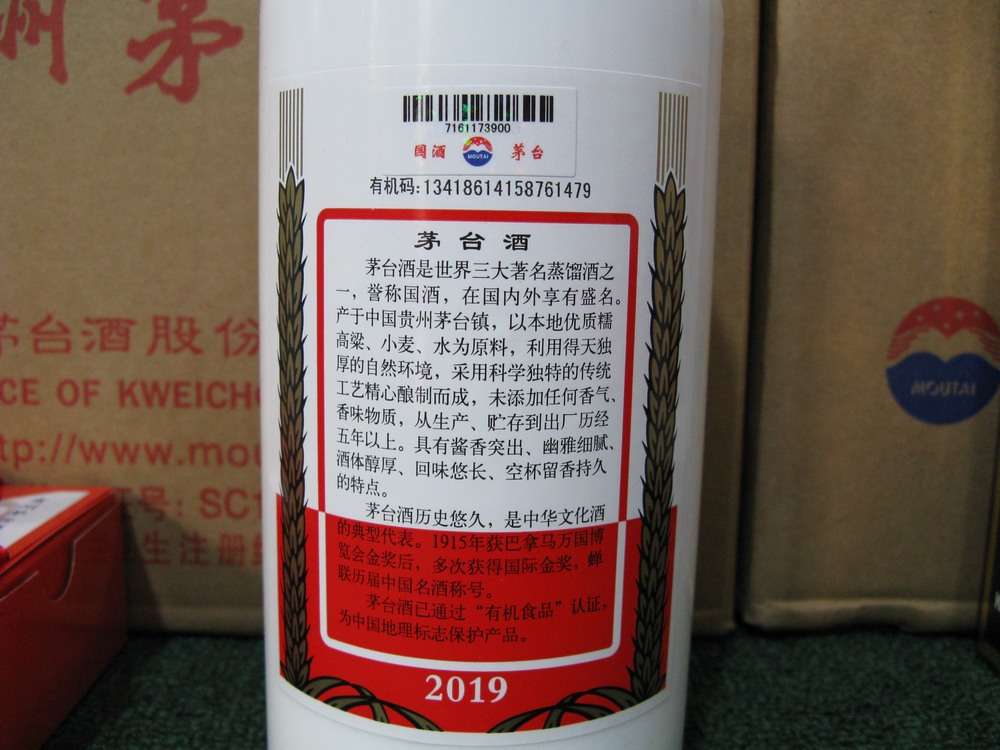 州茅
7161173900
国酒 MOUTAI 茅台
有机码:13418614158761479
茅台酒
茅台酒是世界三大著名蒸馏酒之
一，誉称国酒，在国内外享有盛名。
产于中国贵州茅台镇，以本地优质糯
高粱、小麦、水为原料，利用得天独
厚的自然环境，采用科学独特的传统
工艺精心酿制而成，未添加任何香气、
香味物质，从生产、贮存到出厂历经
五年以上。具有酱香突出、幽雅细腻、
酒体醇厚、回味悠长、空杯留香持久
的特点。
茅台酒历史悠久，是中华文化酒
的典型代表。1915年获巴拿马万国博
览会金奖后，多次获得国际金奖，蝉
联历届中国名酒称号。
茅台酒已通过“有机食品”认证，
为中国地理标志保护产品。
2019
茅台酒股份
CE OF KWEICH
tp://www.mou
号: SC1
生注册
MOUTAI